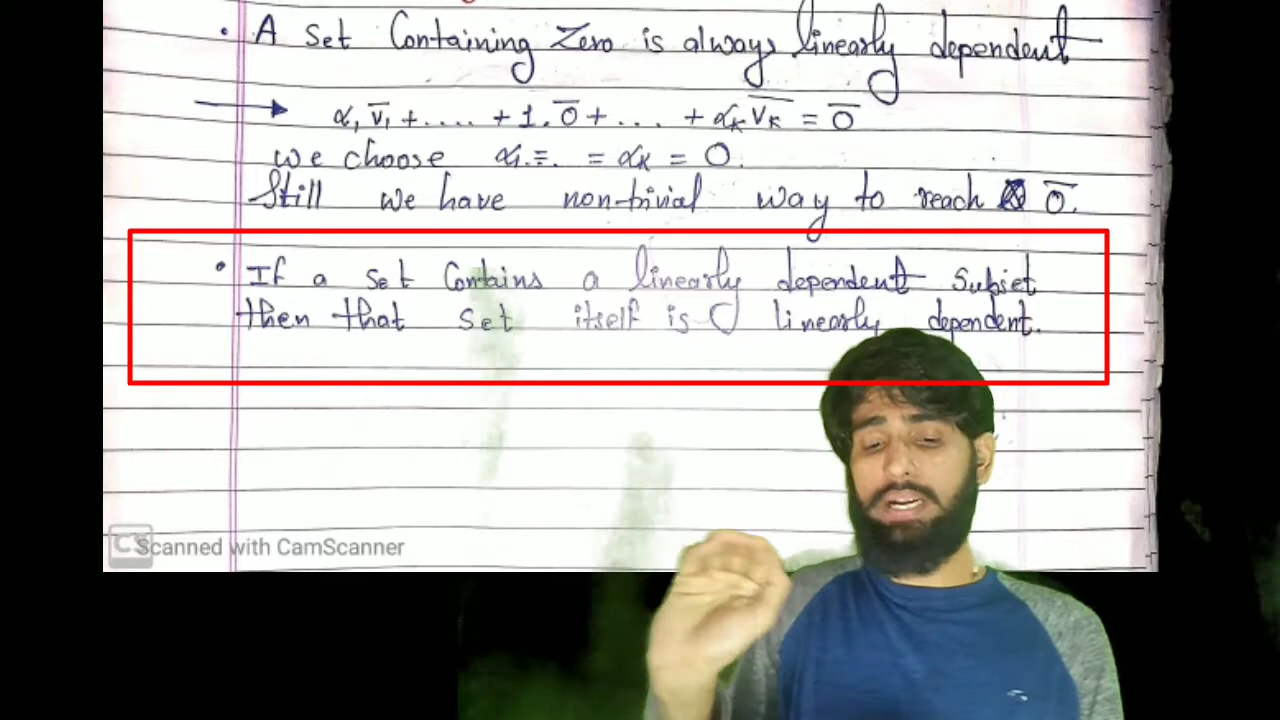 • A set Containing Zero is always linearly dependent
→ α₁v̅₁ + .... + 1.0̅ + ... + αₖv̅ₖ = 0̅
we choose α₁ = .. = αₖ = 0.
Still we have non-trivial way to reach 0̅.
• If a set Contains a linearly dependent Subset
then that set itself is linearly dependent.
CS Scanned with CamScanner